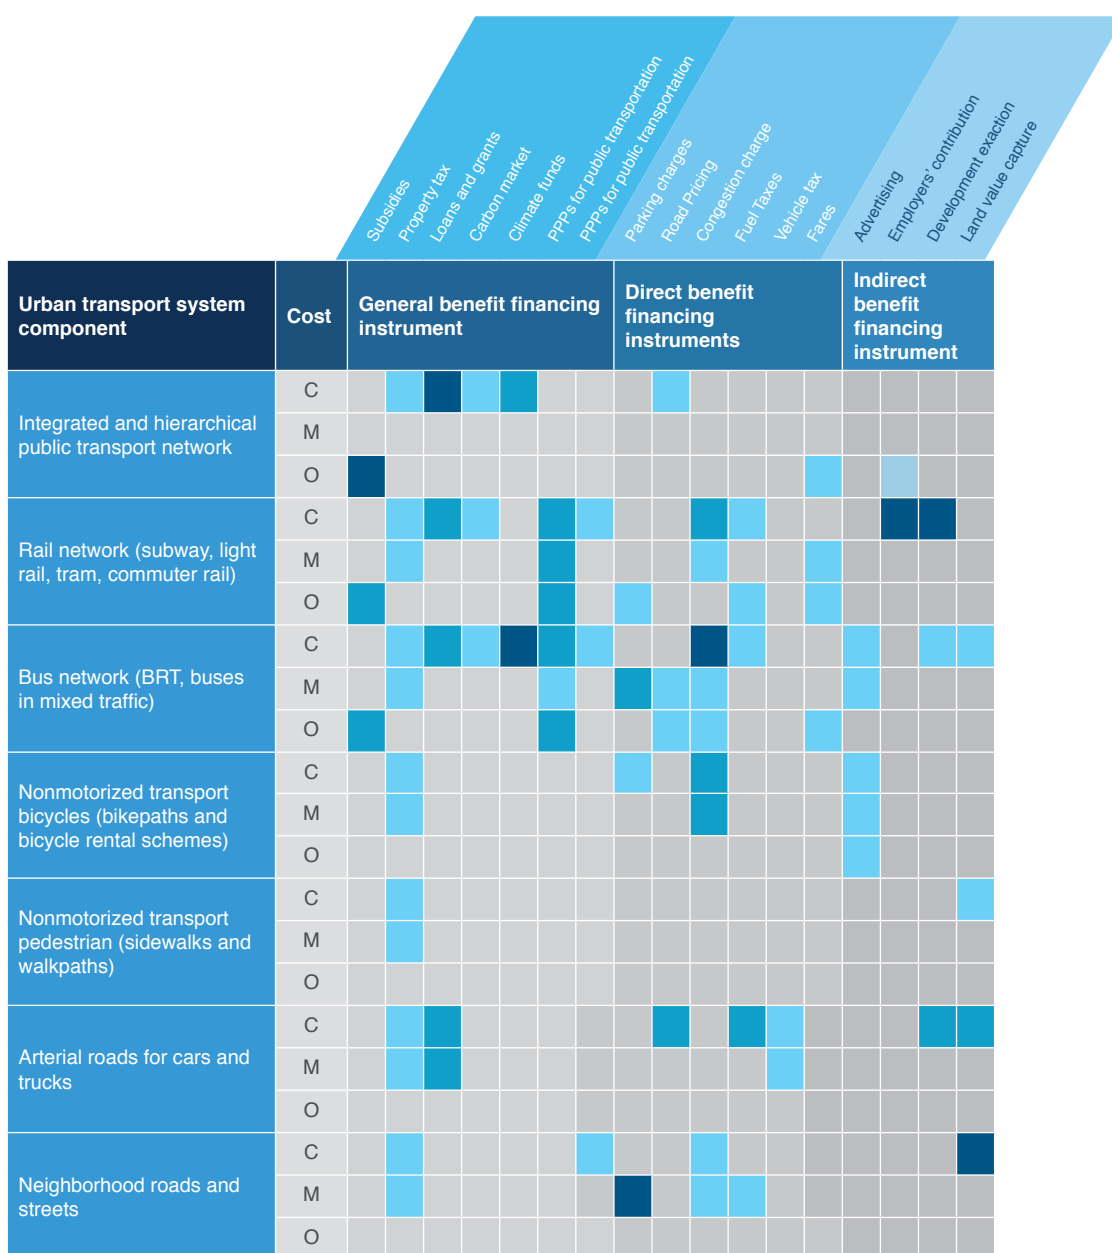 Subsidies
Property tax
Loans and grants
Carbon market
Climate funds
PPPs for public transportation
PPPs for public transportation
Parking charges
Road Pricing
Congestion charge
Fuel Taxes
Vehicle tax
Fares
Advertising
Employers' contribution
Development exaction
Land value capture
Urban transport system
component
Cost
General benefit financing
instrument
Direct benefit
financing
instruments
Indirect
benefit
financing
instrument
Integrated and hierarchical
public transport network
C
M
O
Rail network (subway, light
rail, tram, commuter rail)
C
M
O
Bus network (BRT, buses
in mixed traffic)
C
M
O
Nonmotorized transport
bicycles (bikepaths and
bicycle rental schemes)
C
M
O
Nonmotorized transport
pedestrian (sidewalks and
walkpaths)
C
M
O
Arterial roads for cars and
trucks
C
M
O
Neighborhood roads and
streets
C
M
O